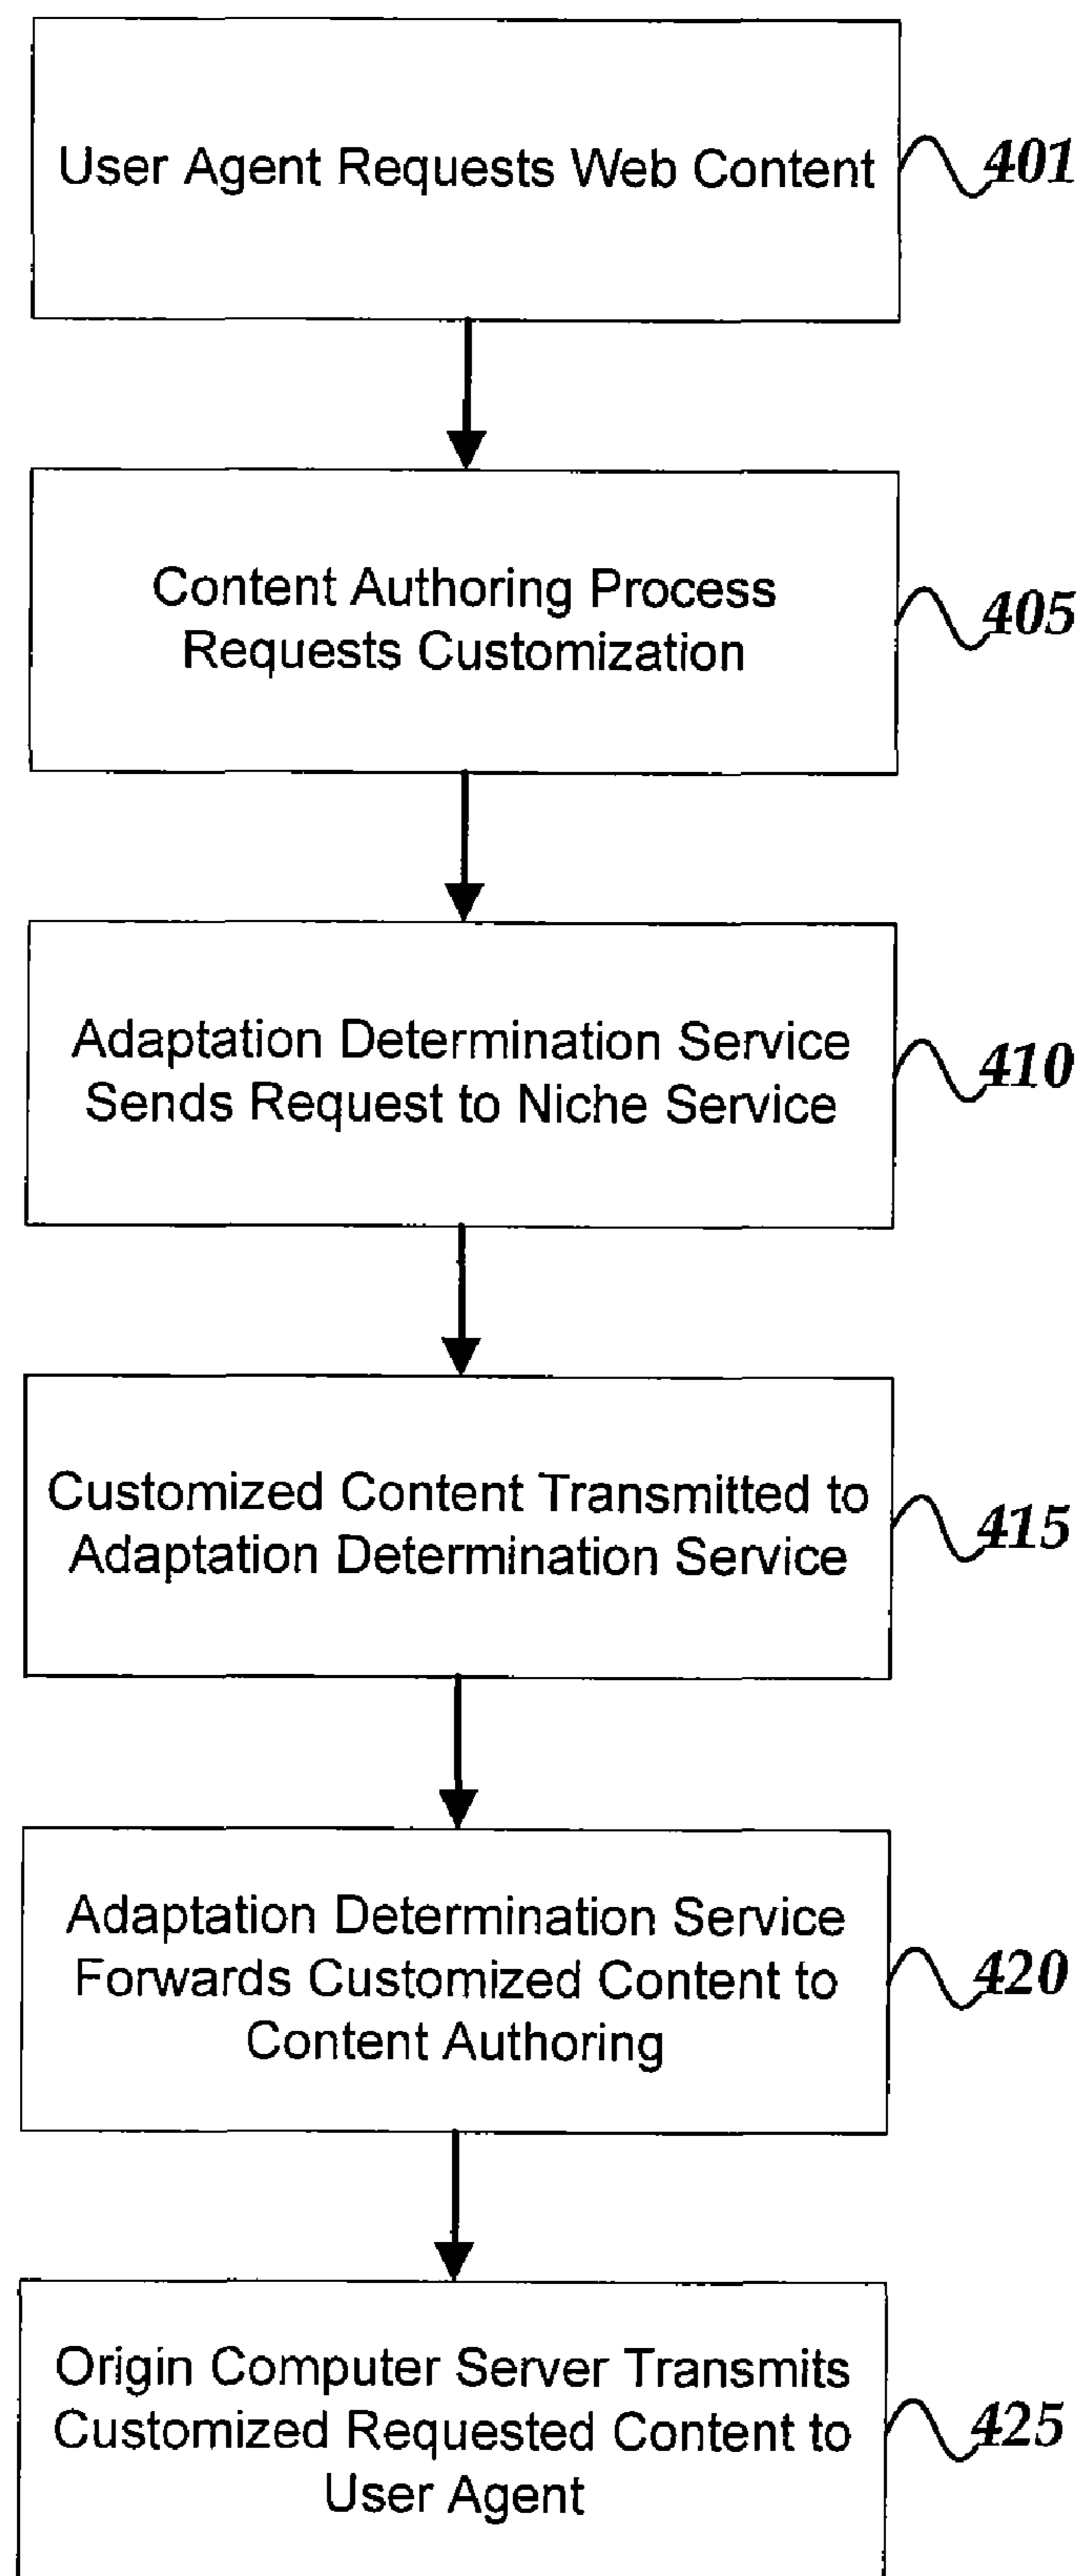 User Agent Requests Web Content
401
Content Authoring Process
Requests Customization
405
Adaptation Determination Service
Sends Request to Niche Service
410
Customized Content Transmitted to
Adaptation Determination Service
415
Adaptation Determination Service
Forwards Customized Content to
Content Authoring
420
Origin Computer Server Transmits
Customized Requested Content to
User Agent
425